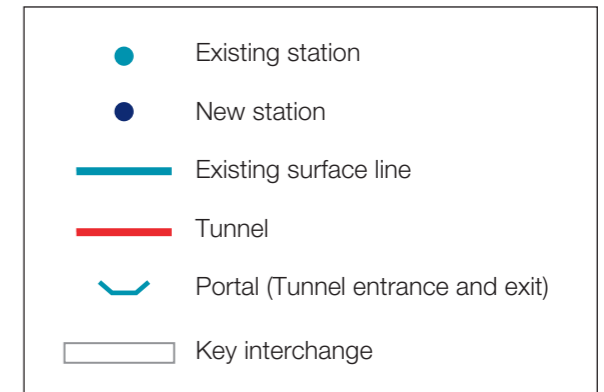 Existing station
New station
Existing surface line
Tunnel
Portal (Tunnel entrance and exit)
Key interchange